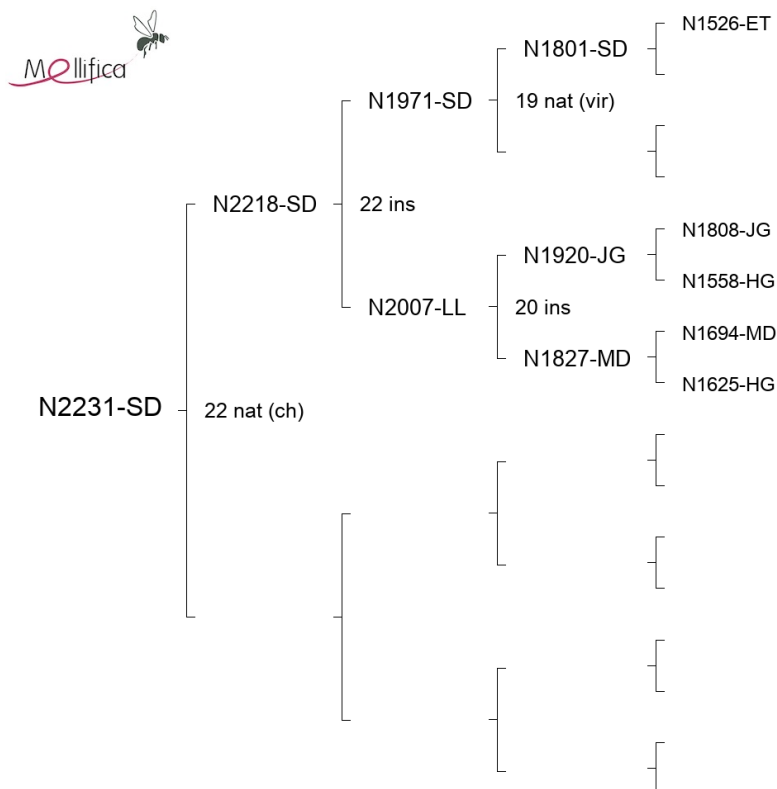 Mellifica
N1526-ET
N1801-SD
N1971-SD
19 nat (vir)
N2218-SD
22 ins
N1808-JG
N1920-JG
N1558-HG
N2007-LL
20 ins
N1694-MD
N1827-MD
N1625-HG
N2231-SD
22 nat (ch)